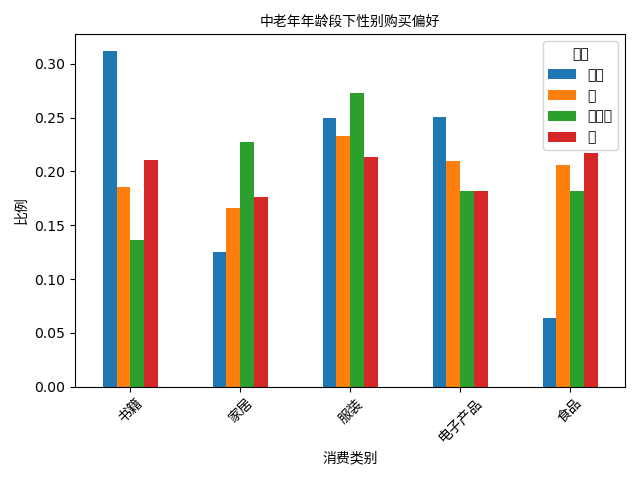 中老年年龄段下性别购买偏好
0.30
0.25
0.20
0.15
0.10
0.05
0.00
比例
书籍
家居
服装
电子产品
食品
消费类别